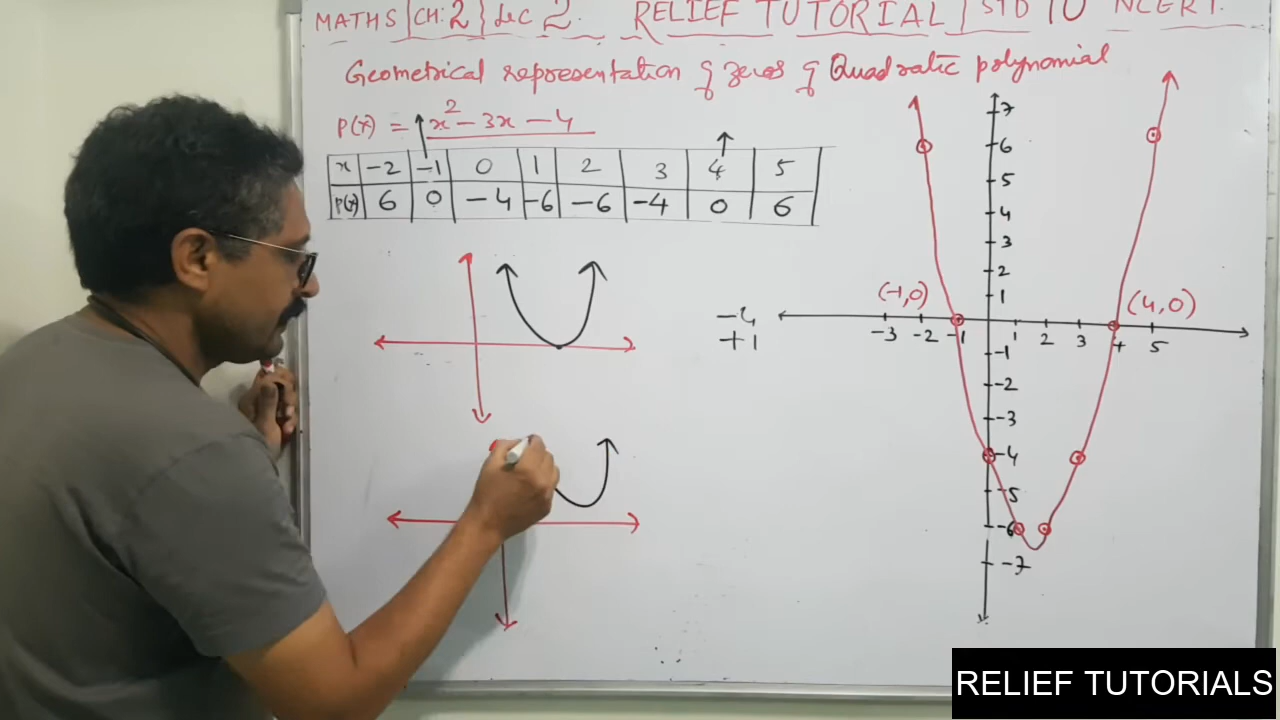 MATHS | CH: 2 | Lec 2. RELIEF TUTORIAL | STD 10 NCERT.
Geometrical representation of zeros of Quadratic polynomial
P(x) = x² - 3x - 4
x -2 -1 0 1 2 3 4 5
P(x) 6 0 -4 -6 -6 -4 0 6
7
6
5
4
3
2
1
(-1,0) (4,0)
-4
+1
-3 -2 -1 1 2 3 4 5
-1
-2
-3
-4
-5
-6
-7
RELIEF TUTORIALS